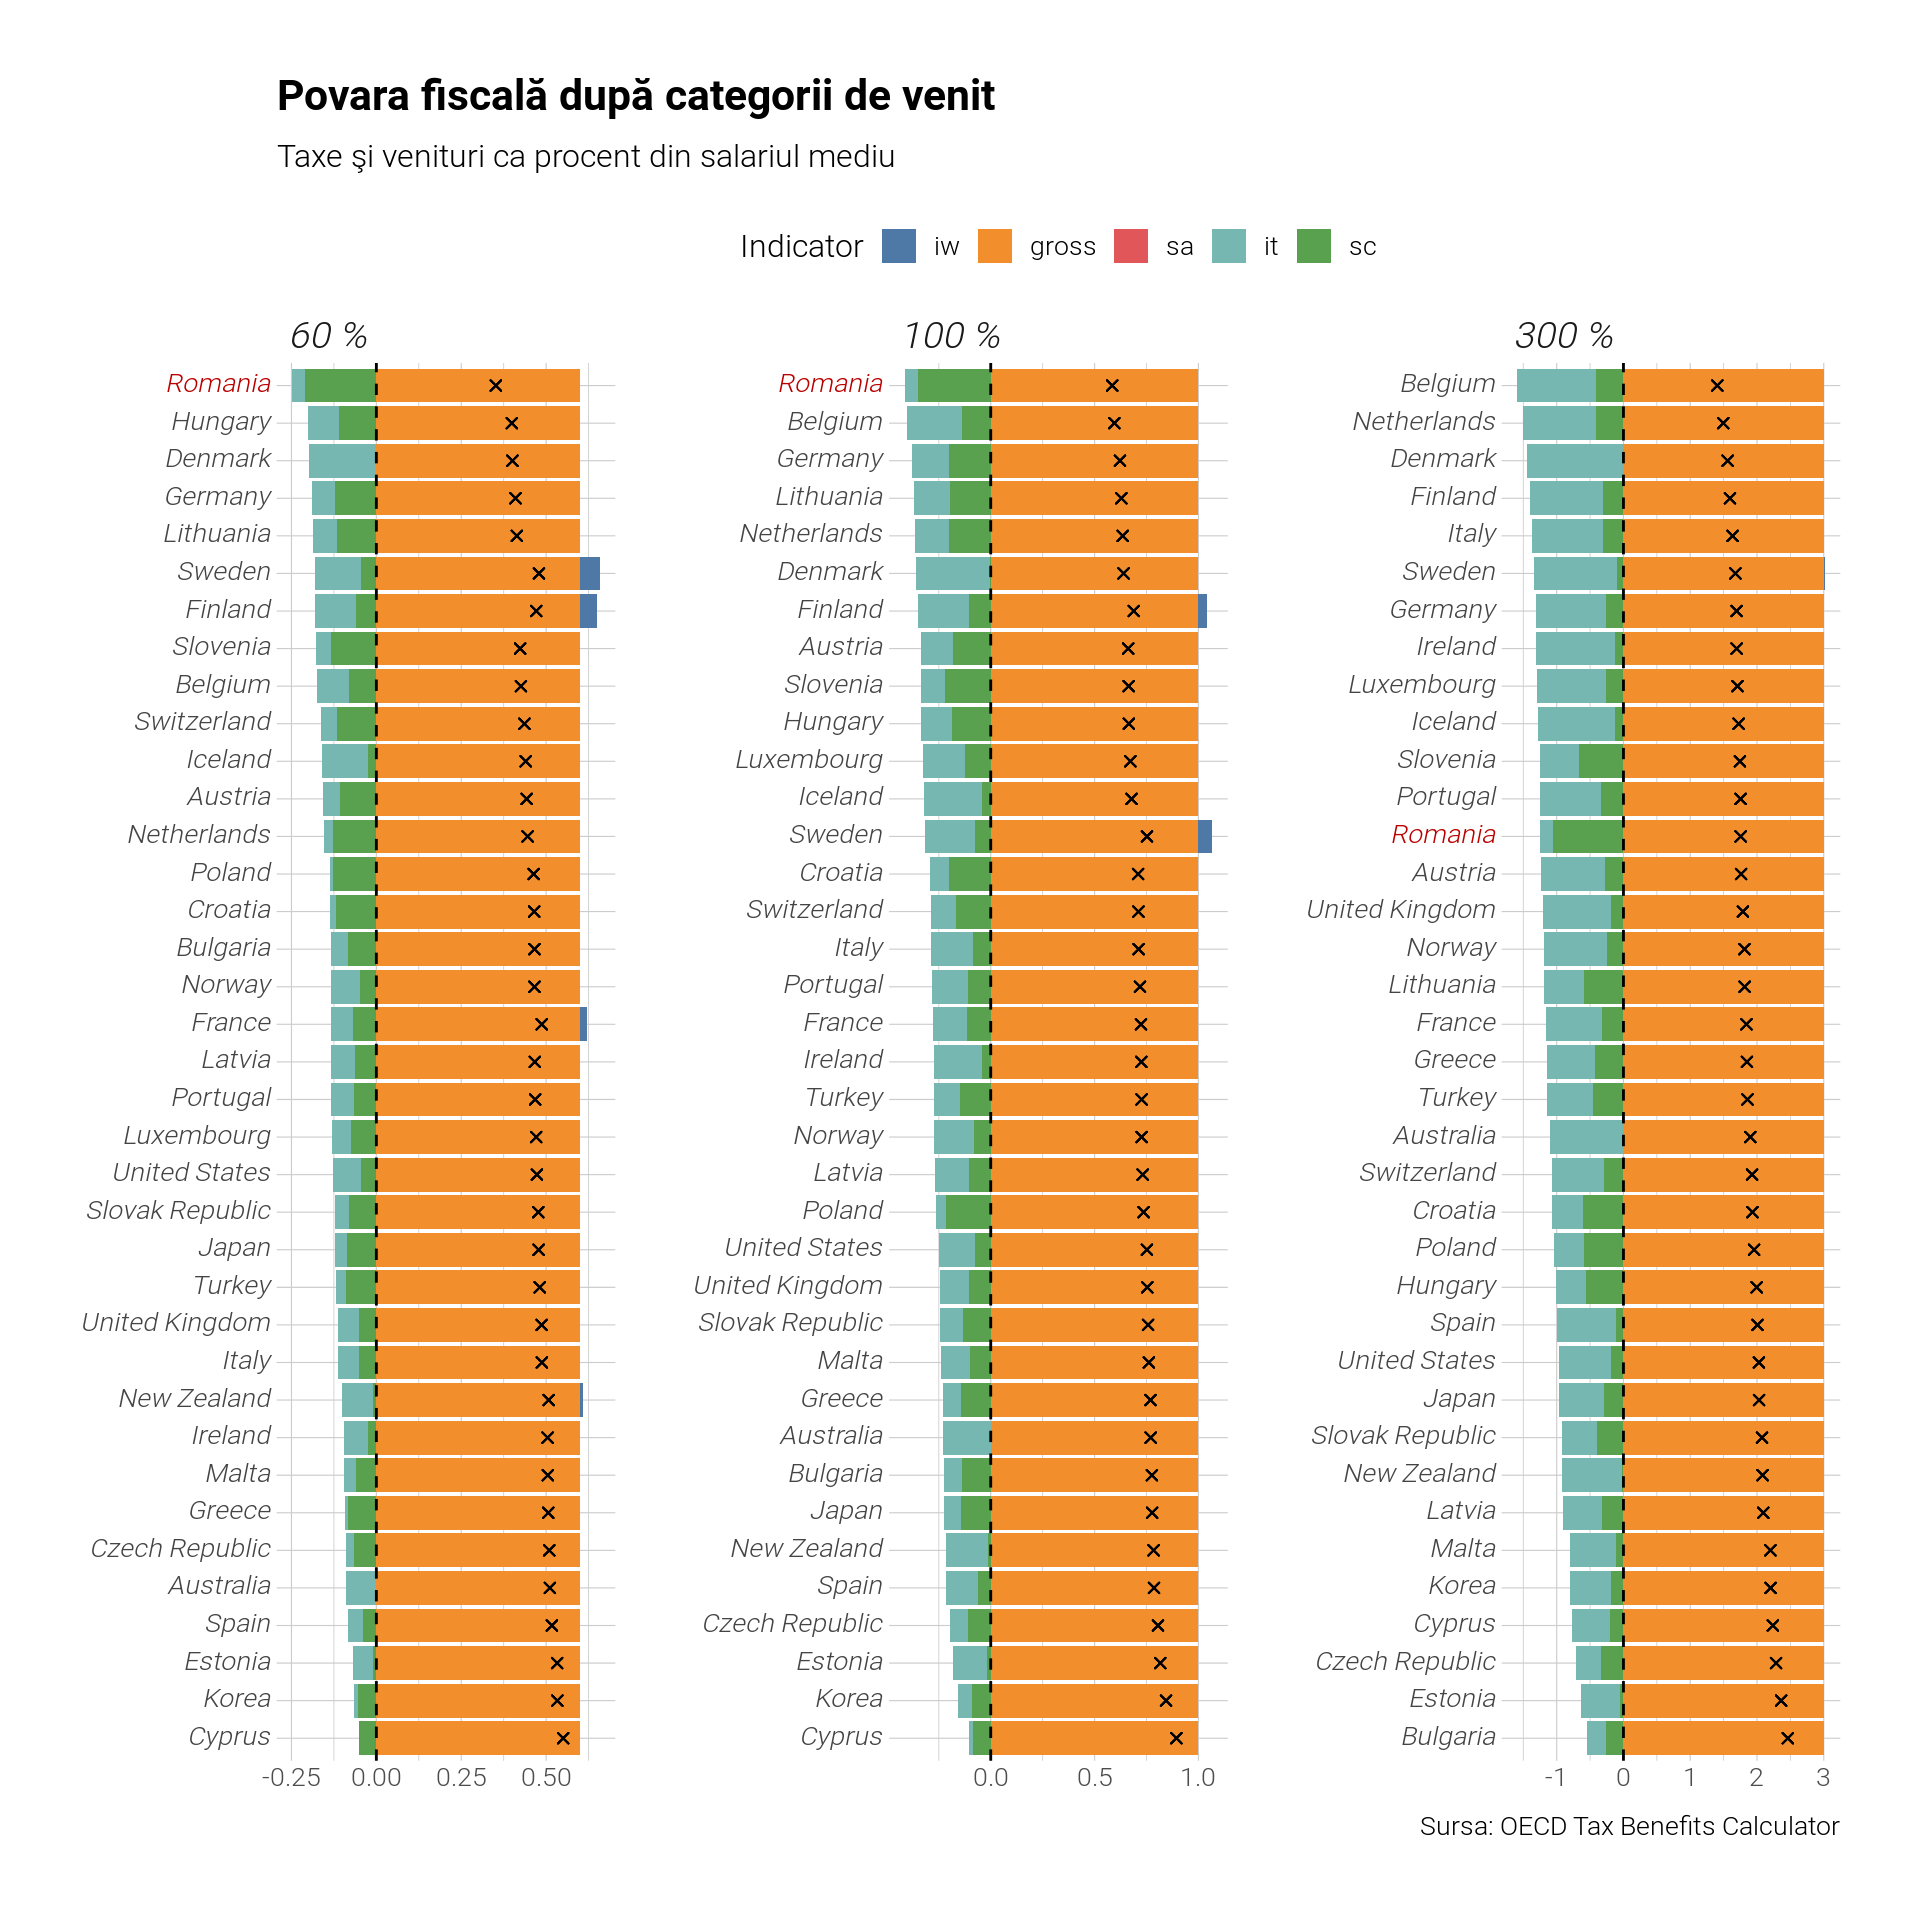 Povara fiscală după categorii de venit
Taxe şi venituri ca procent din salariul mediu
Indicator iw gross sa it sc
60 %
Romania
Hungary
Denmark
Germany
Lithuania
Sweden
Finland
Slovenia
Belgium
Switzerland
Iceland
Austria
Netherlands
Poland
Croatia
Bulgaria
Norway
France
Latvia
Portugal
Luxembourg
United States
Slovak Republic
Japan
Turkey
United Kingdom
Italy
New Zealand
Ireland
Malta
Greece
Czech Republic
Australia
Spain
Estonia
Korea
Cyprus
-0.25 0.00 0.25 0.50
100 %
Romania
Belgium
Germany
Lithuania
Netherlands
Denmark
Finland
Austria
Slovenia
Hungary
Luxembourg
Iceland
Sweden
Croatia
Switzerland
Italy
Portugal
France
Ireland
Turkey
Norway
Latvia
Poland
United States
United Kingdom
Slovak Republic
Malta
Greece
Australia
Bulgaria
Japan
New Zealand
Spain
Czech Republic
Estonia
Korea
Cyprus
0.0 0.5 1.0
300 %
Belgium
Netherlands
Denmark
Finland
Italy
Sweden
Germany
Ireland
Luxembourg
Iceland
Slovenia
Portugal
Romania
Austria
United Kingdom
Norway
Lithuania
France
Greece
Turkey
Australia
Switzerland
Croatia
Poland
Hungary
Spain
United States
Japan
Slovak Republic
New Zealand
Latvia
Malta
Korea
Cyprus
Czech Republic
Estonia
Bulgaria
-1 0 1 2 3
Sursa: OECD Tax Benefits Calculator